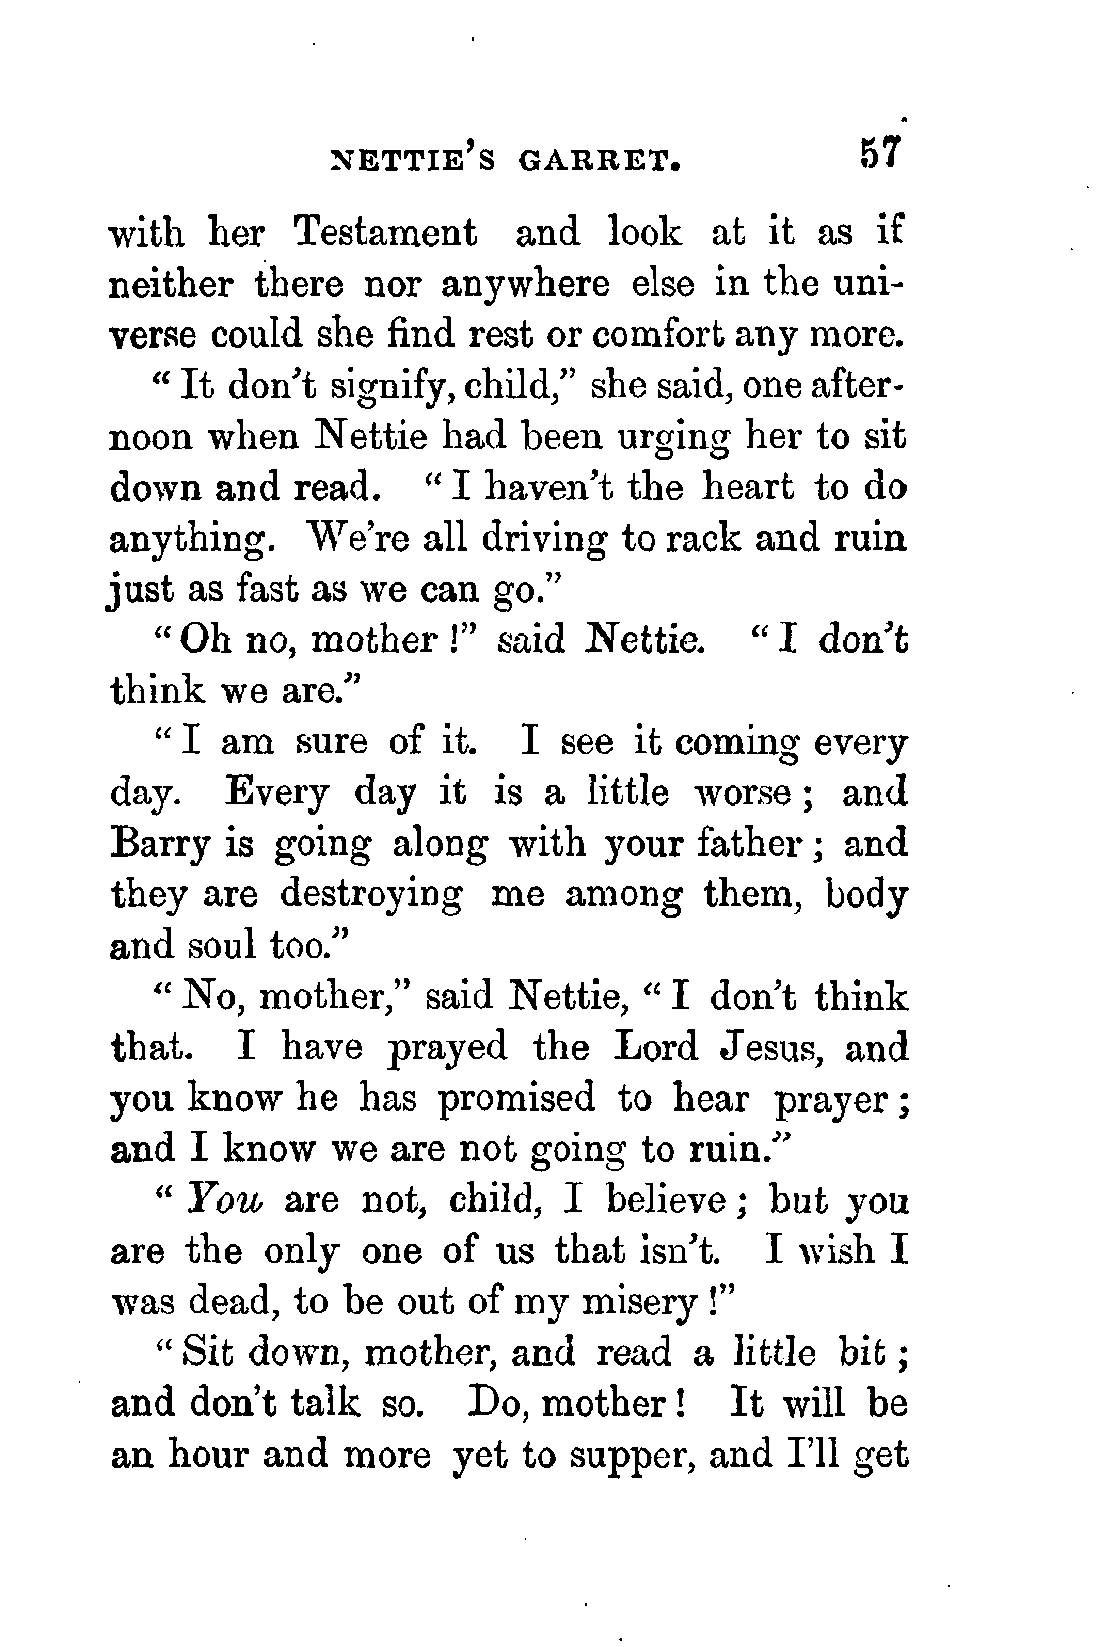 NETTIE'S GARRET. 57
with her Testament and look at it as if
neither there nor anywhere else in the uni-
verse could she find rest or comfort any more.
“ It don't signify, child,” she said, one after-
noon when Nettie had been urging her to sit
down and read. “ I haven't the heart to do
anything. We're all driving to rack and ruin
just as fast as we can go.”
“ Oh no, mother !” said Nettie. “ I don't
think we are.”
“ I am sure of it. I see it coming every
day. Every day it is a little worse ; and
Barry is going along with your father ; and
they are destroying me among them, body
and soul too.”
“ No, mother,” said Nettie, “ I don't think
that. I have prayed the Lord Jesus, and
you know he has promised to hear prayer ;
and I know we are not going to ruin.”
“ You are not, child, I believe ; but you
are the only one of us that isn't. I wish I
was dead, to be out of my misery !”
“ Sit down, mother, and read a little bit ;
and don't talk so. Do, mother ! It will be
an hour and more yet to supper, and I'll get